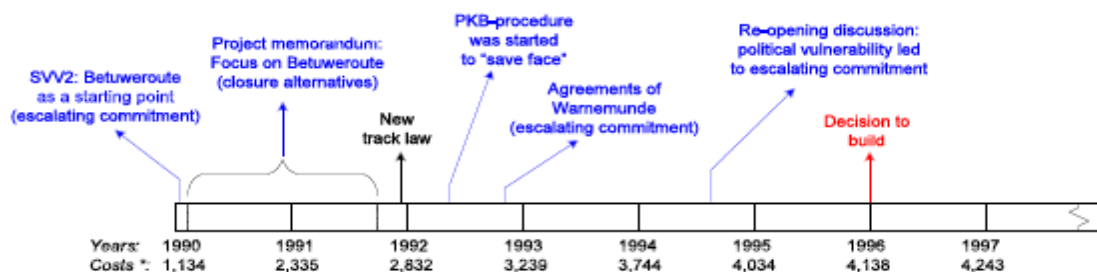 SVV2: Betuweroute
as a starting point
(escalating commitment)
Project memorandum:
Focus on Betuweroute
(closure alternatives)
New
track law
PKB-procedure
was started
to "save face"
Agreements of
Warnemunde
(escalating commitment)
Re-opening discussion:
political vulnerability led
to escalating commitment
Decision to
build
Years: 1990 1991 1992 1993 1994 1995 1996 1997
Costs *: 1,134 2,335 2,832 3,239 3,744 4,034 4,138 4,243